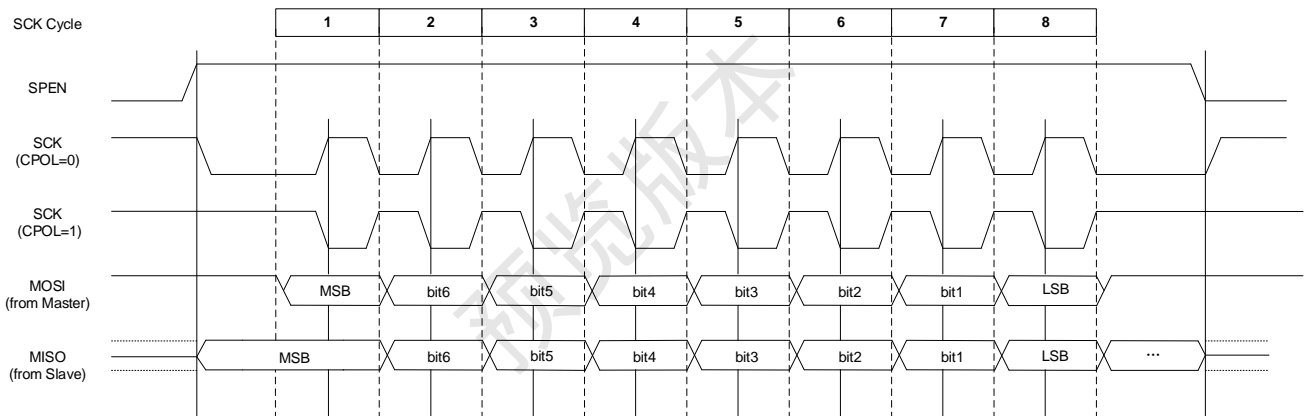 SCK Cycle 1 2 3 4 5 6 7 8
SPEN
SCK
(CPOL=0)
SCK
(CPOL=1)
MOSI
(from Master)
MSB bit6 bit5 bit4 bit3 bit2 bit1 LSB
MISO
(from Slave)
MSB bit6 bit5 bit4 bit3 bit2 bit1 LSB ...
预览版本